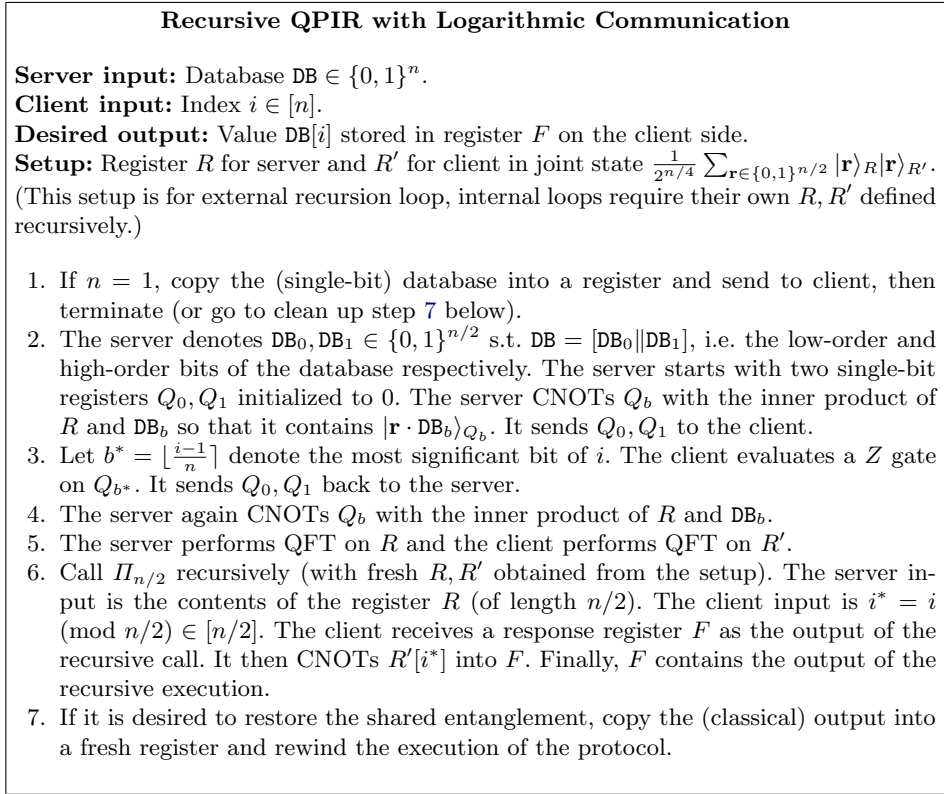 Recursive QPIR with Logarithmic Communication
Server input: Database DB ∈ {0, 1}^n.
Client input: Index i ∈ [n].
Desired output: Value DB[i] stored in register F on the client side.
Setup: Register R for server and R′ for client in joint state \frac{1}{2^{n/4}} \sum_{r∈{0,1}^{n/2}} |r⟩_R|r⟩_{R′}.
(This setup is for external recursion loop, internal loops require their own R, R′ defined
recursively.)
1. If n = 1, copy the (single-bit) database into a register and send to client, then
terminate (or go to clean up step 7 below).
2. The server denotes DB_0, DB_1 ∈ {0, 1}^{n/2} s.t. DB = [DB_0‖DB_1], i.e. the low-order and
high-order bits of the database respectively. The server starts with two single-bit
registers Q_0, Q_1 initialized to 0. The server CNOTs Q_b with the inner product of
R and DB_b so that it contains |r · DB_b⟩_{Q_b}. It sends Q_0, Q_1 to the client.
3. Let b* = ⌊\frac{i−1}{n}⌉ denote the most significant bit of i. The client evaluates a Z gate
on Q_{b*}. It sends Q_0, Q_1 back to the server.
4. The server again CNOTs Q_b with the inner product of R and DB_b.
5. The server performs QFT on R and the client performs QFT on R′.
6. Call Π_{n/2} recursively (with fresh R, R′ obtained from the setup). The server in-
put is the contents of the register R (of length n/2). The client input is i* = i
(mod n/2) ∈ [n/2]. The client receives a response register F as the output of the
recursive call. It then CNOTs R′[i*] into F. Finally, F contains the output of the
recursive execution.
7. If it is desired to restore the shared entanglement, copy the (classical) output into
a fresh register and rewind the execution of the protocol.